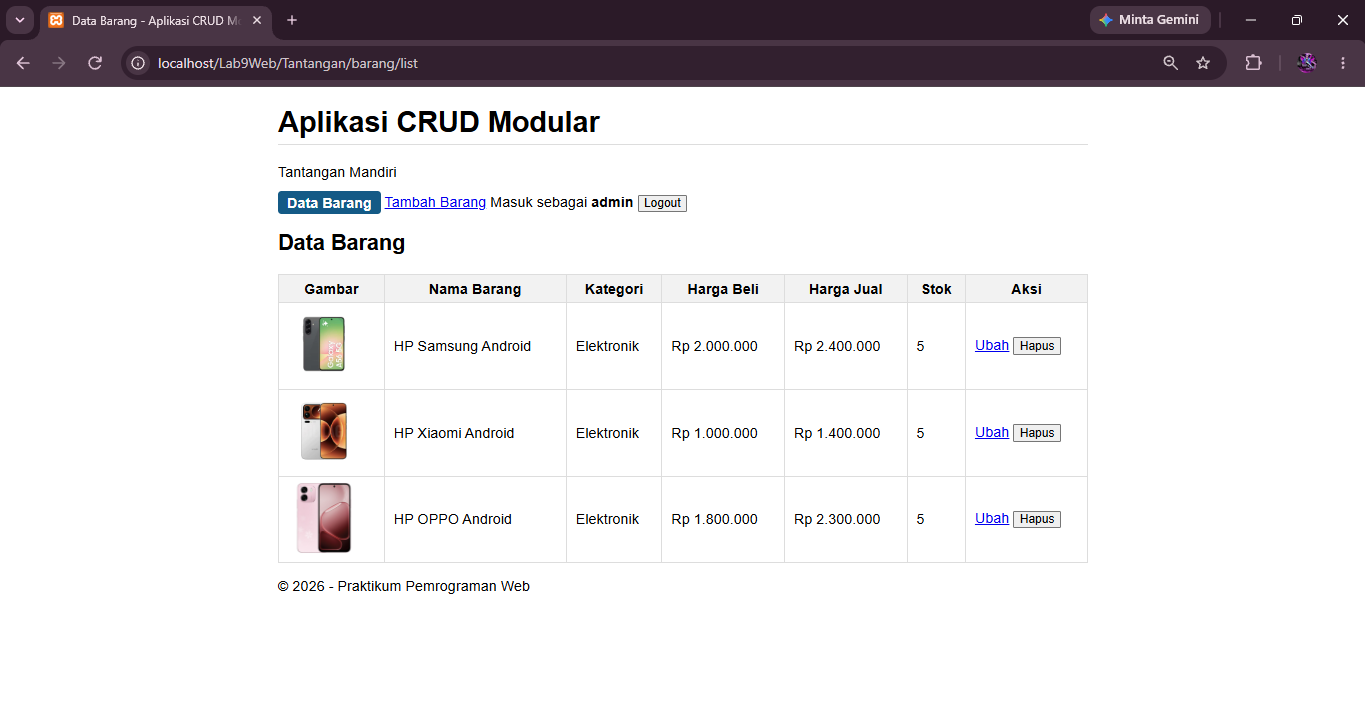 Data Barang - Aplikasi CRUD M
Minta Gemini
localhost/Lab9Web/Tantangan/barang/list
Aplikasi CRUD Modular
Tantangan Mandiri
Data Barang Tambah Barang Masuk sebagai admin Logout
Data Barang
Gambar Nama Barang Kategori Harga Beli Harga Jual Stok Aksi
HP Samsung Android Elektronik Rp 2.000.000 Rp 2.400.000 5 Ubah Hapus
HP Xiaomi Android Elektronik Rp 1.000.000 Rp 1.400.000 5 Ubah Hapus
HP OPPO Android Elektronik Rp 1.800.000 Rp 2.300.000 5 Ubah Hapus
© 2026 - Praktikum Pemrograman Web